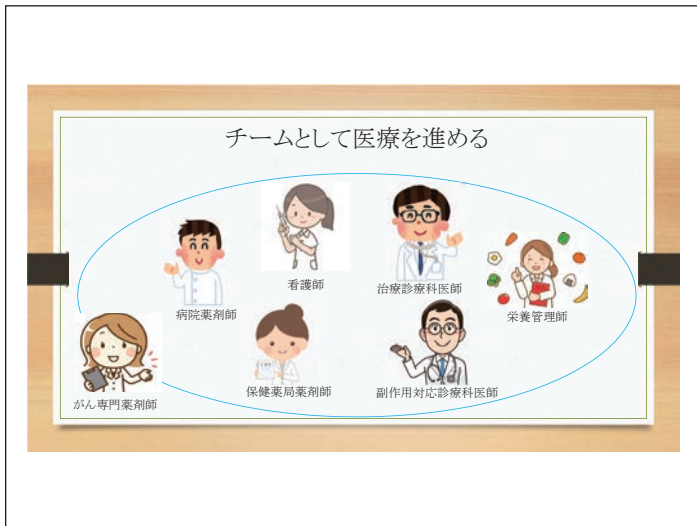 チームとして医療を進める
看護師
治療診療科医師
病院薬剤師
栄養管理師
がん専門薬剤師
保健薬局薬剤師
副作用対応診療科医師